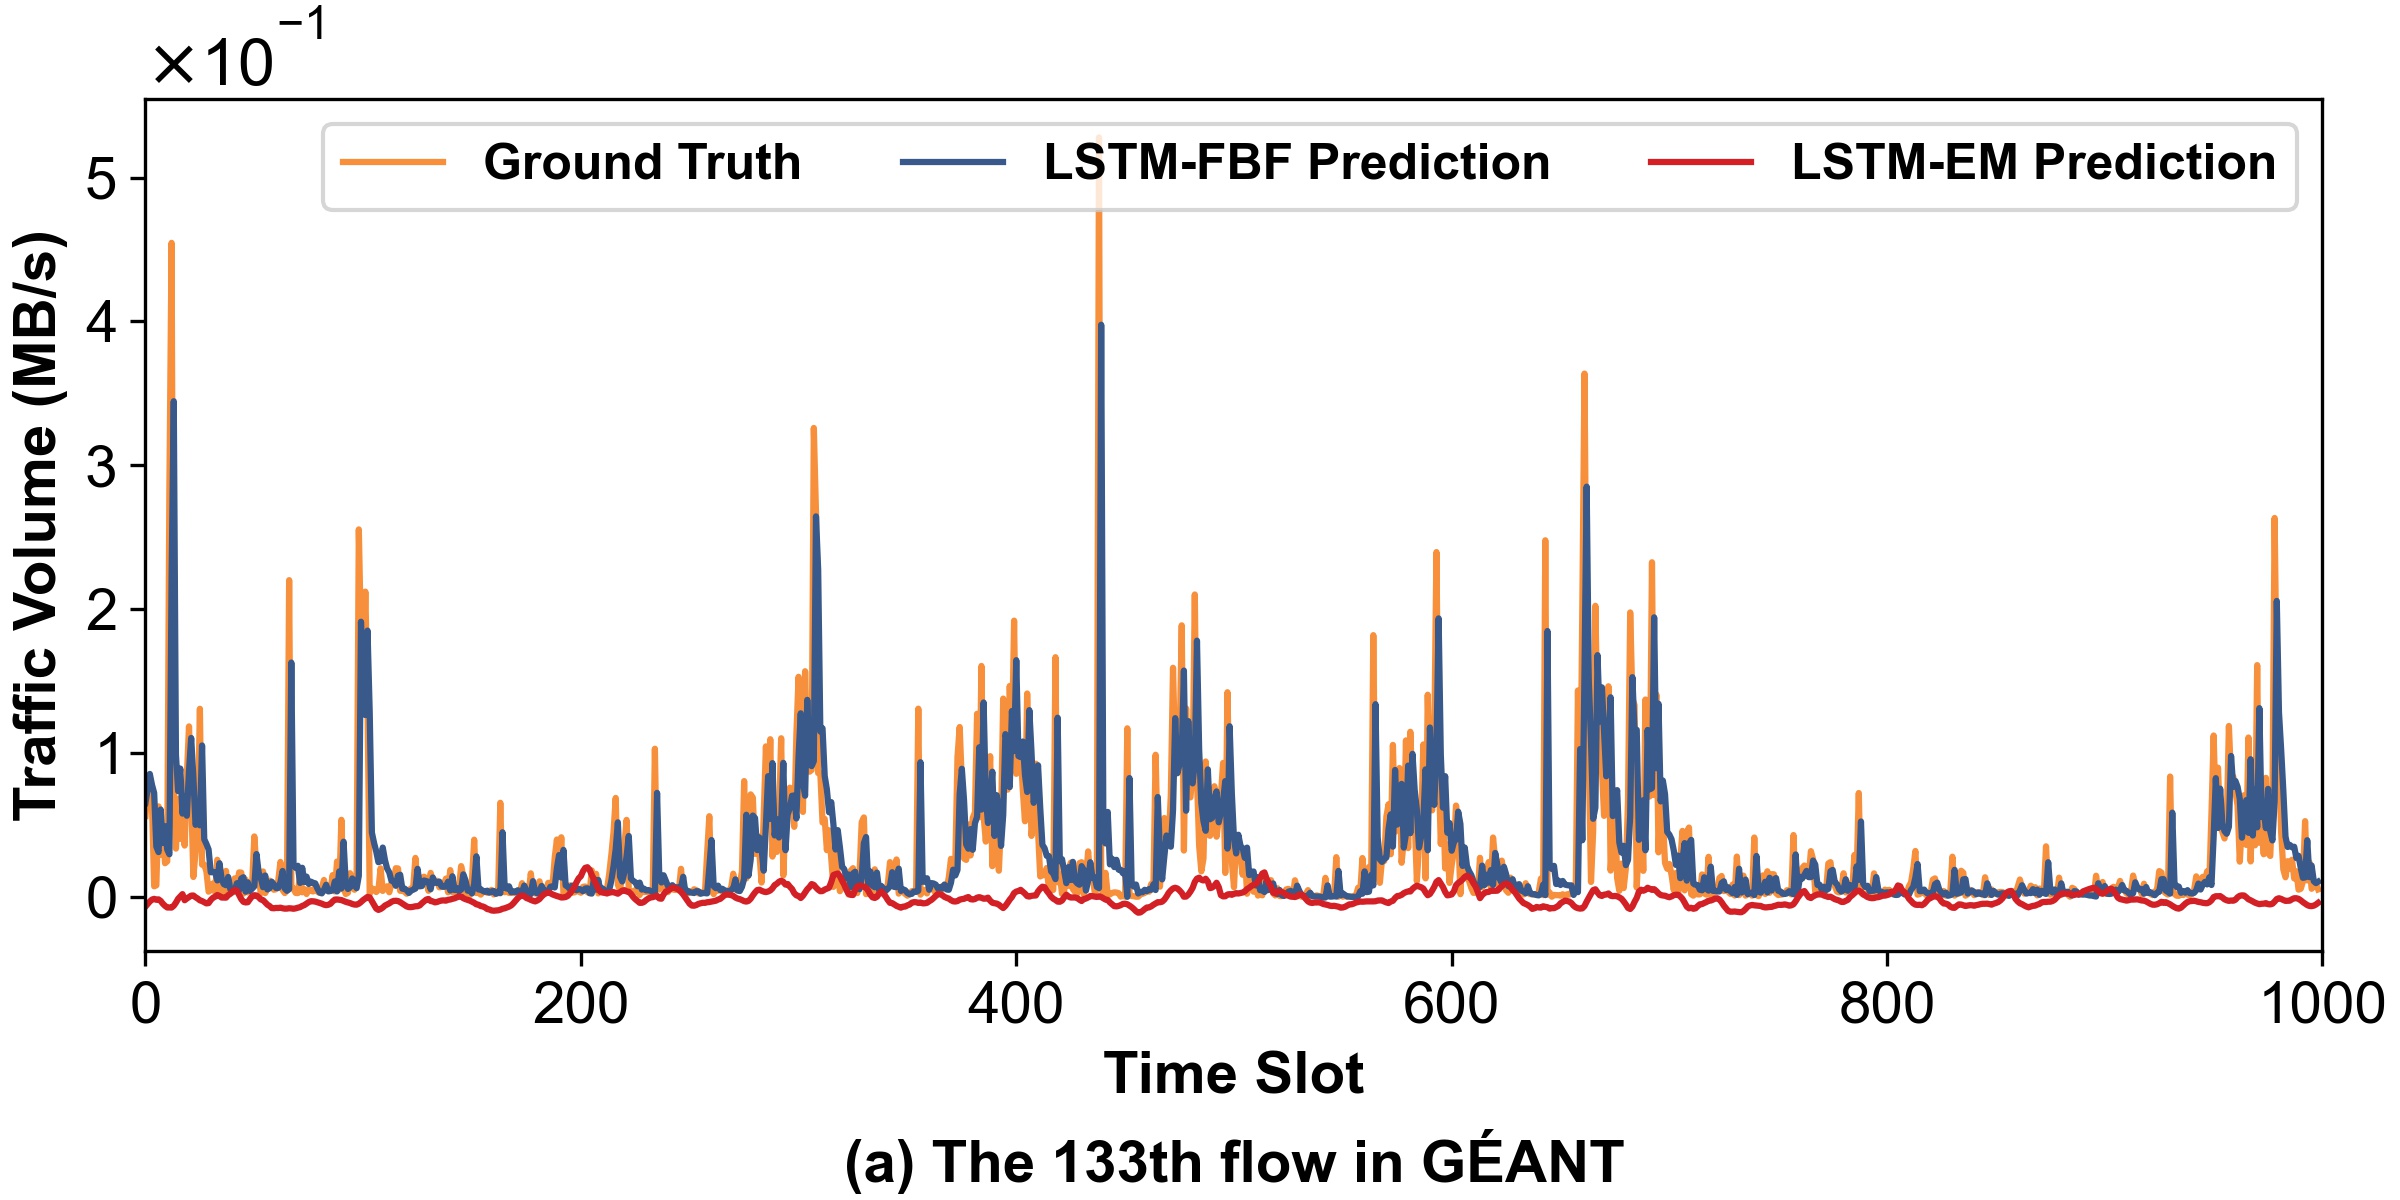 ×10⁻¹
Ground Truth LSTM-FBF Prediction LSTM-EM Prediction
5
4
3
2
1
0
Traffic Volume (MB/s)
0 200 400 600 800 1000
Time Slot
(a) The 133th flow in GÉANT